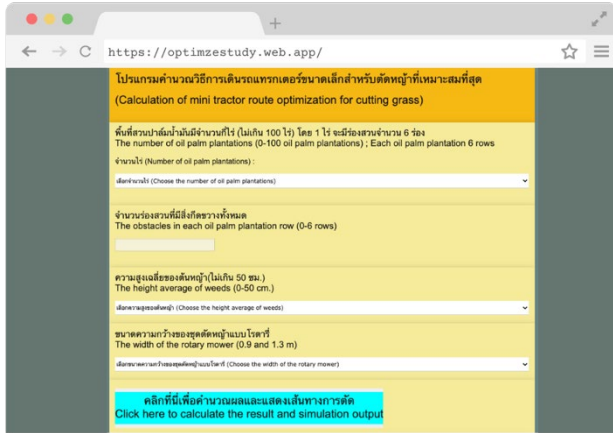 https://optimzestudy.web.app/
โปรแกรมคำนวณวิธีการเดินรถแทรกเตอร์ขนาดเล็กสำหรับตัดหญ้าที่เหมาะสมที่สุด
(Calculation of mini tractor route optimization for cutting grass)
พื้นที่สวนปาล์มน้ำมันมีจำนวนกี่ไร่ (ไม่เกิน 100 ไร่) โดย 1 ไร่ จะมีร่องสวนจำนวน 6 ร่อง
The number of oil palm plantations (0-100 oil palm plantations) ; Each oil palm plantation 6 rows
จำนวนไร่ (Number of oil palm plantations) :
เลือกจำนวนไร่ (Choose the number of oil palm plantations)
จำนวนร่องสวนที่มีสิ่งกีดขวางทั้งหมด
The obstacles in each oil palm plantation row (0-6 rows)
ความสูงเฉลี่ยของต้นหญ้า(ไม่เกิน 50 ซม.)
The height average of weeds (0-50 cm.)
เลือกความสูงของต้นหญ้า (Choose the height average of weeds)
ขนาดความกว้างของชุดตัดหญ้าแบบโรตารี่
The width of the rotary mower (0.9 and 1.3 m)
เลือกขนาดความกว้างของชุดตัดหญ้าแบบโรตารี่ (Choose the width of the rotary mower)
คลิกที่นี่เพื่อคำนวณผลและแสดงเส้นทางการตัด
Click here to calculate the result and simulation output